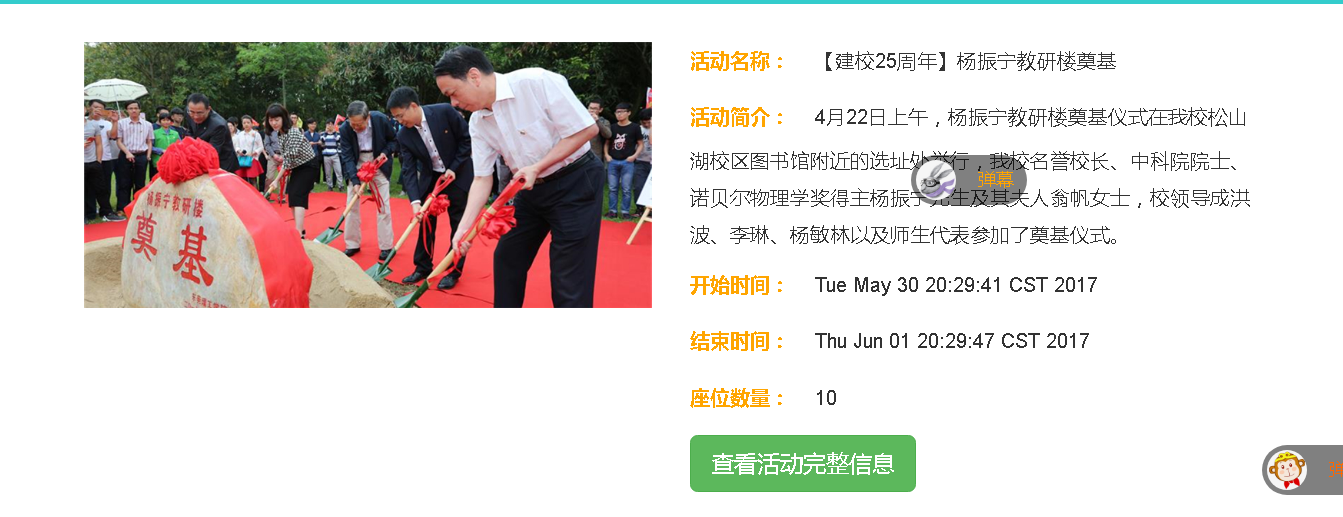 杨振宁教研楼
奠基
活动名称： 【建校25周年】杨振宁教研楼奠基
活动简介： 4月22日上午，杨振宁教研楼奠基仪式在我校松山
湖校区图书馆附近的选址处举行，我校名誉校长、中科院院士、
诺贝尔物理学奖得主杨振宁先生及其夫人翁帆女士，校领导成洪
波、李琳、杨敏林以及师生代表参加了奠基仪式。
弹幕
开始时间： Tue May 30 20:29:41 CST 2017
结束时间： Thu Jun 01 20:29:47 CST 2017
座位数量： 10
查看活动完整信息